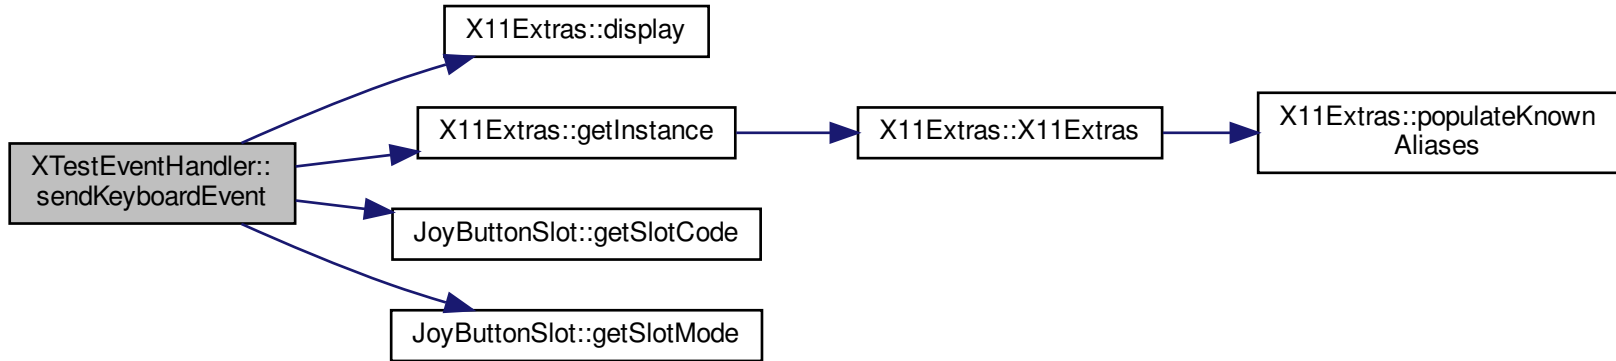 X11Extras::display
XTestEventHandler::
sendKeyboardEvent
X11Extras::getInstance
X11Extras::X11Extras
X11Extras::populateKnown
Aliases
JoyButtonSlot::getSlotCode
JoyButtonSlot::getSlotMode